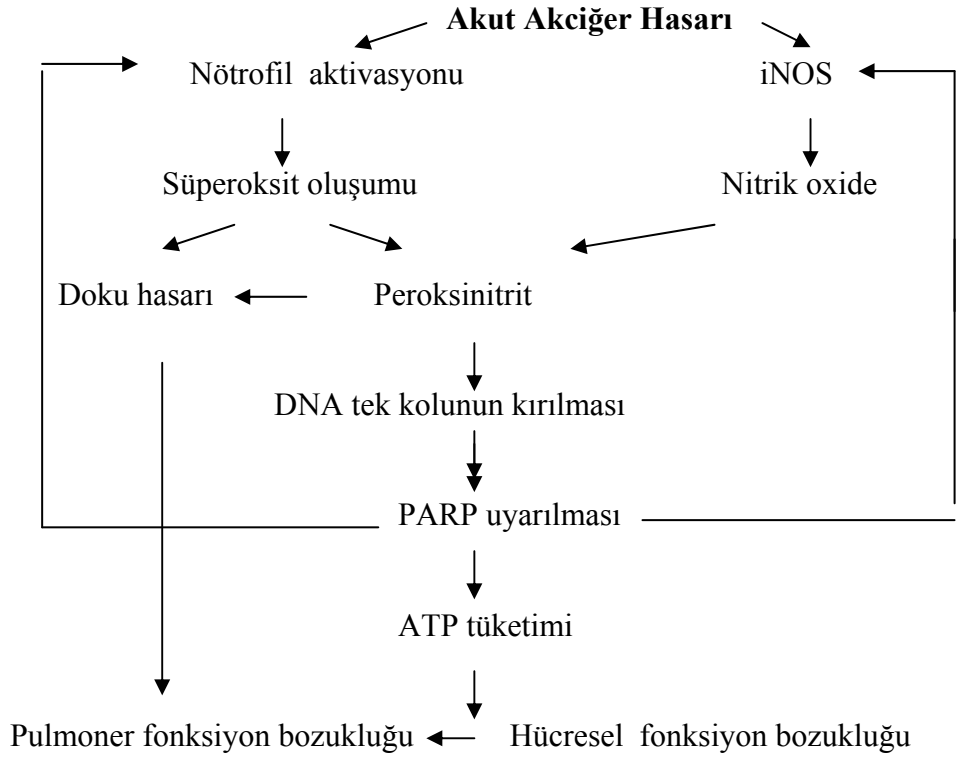 Akut Akciğer Hasarı
Nötrofil aktivasyonu iNOS
Süperoksit oluşumu Nitrik oxide
Doku hasarı Peroksinitrit
DNA tek kolunun kırılması
PARP uyarılması
ATP tüketimi
Pulmoner fonksiyon bozukluğu Hücresel fonksiyon bozukluğu